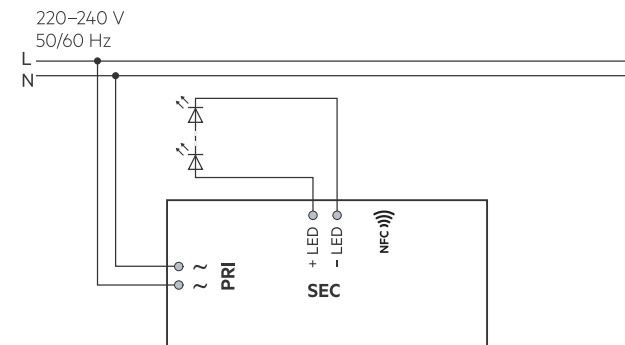 220–240 V
50/60 Hz
L
N
+ LED
– LED
NFC
~
~
PRI
SEC